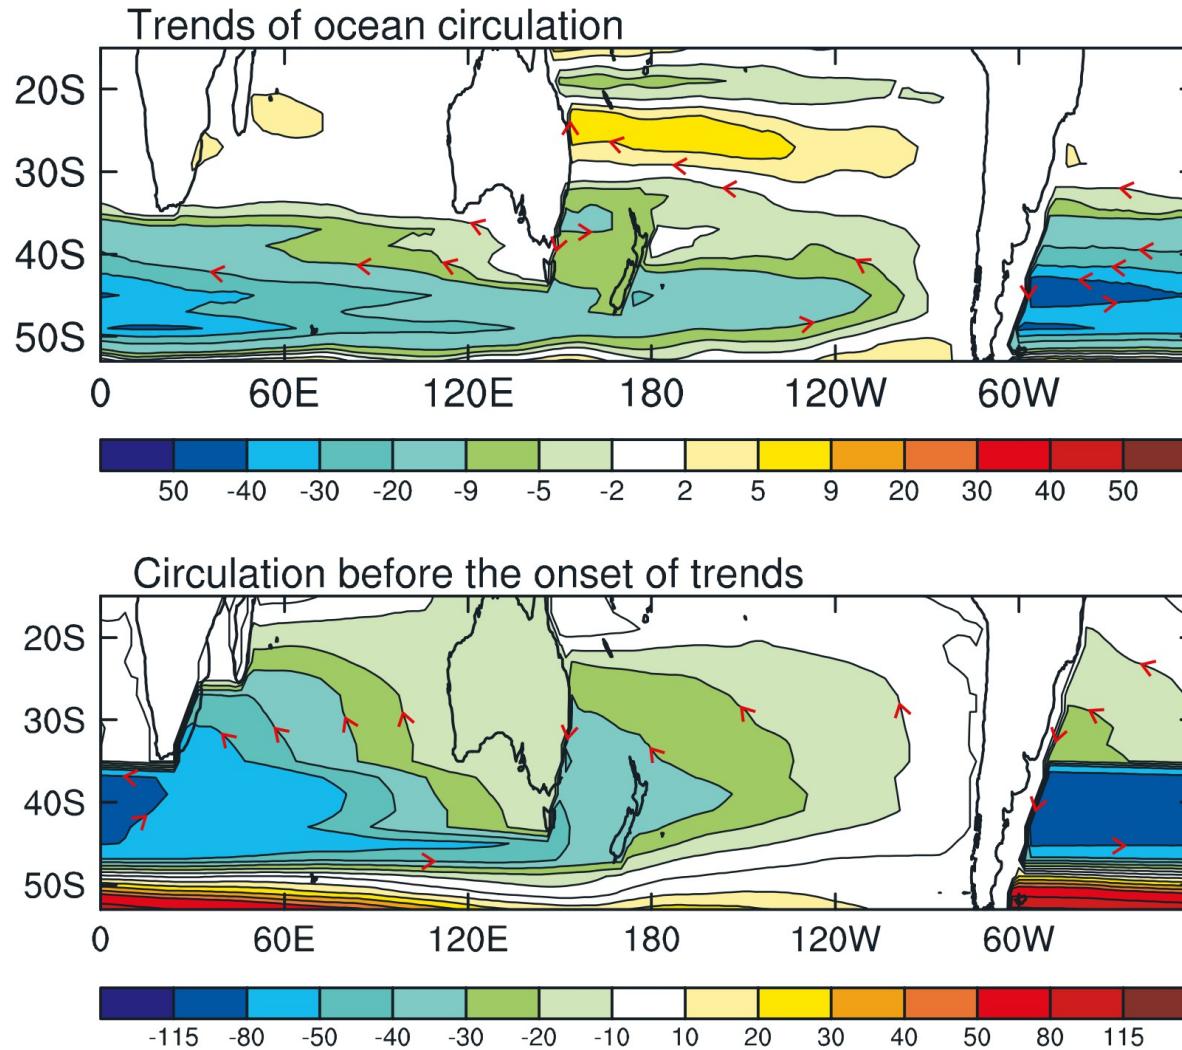 Trends of ocean circulation
20S
30S
40S
50S
0 60E 120E 180 120W 60W
50 -40 -30 -20 -9 -5 -2 2 5 9 20 30 40 50
Circulation before the onset of trends
20S
30S
40S
50S
0 60E 120E 180 120W 60W
-115 -80 -50 -40 -30 -20 -10 10 20 30 40 50 80 115